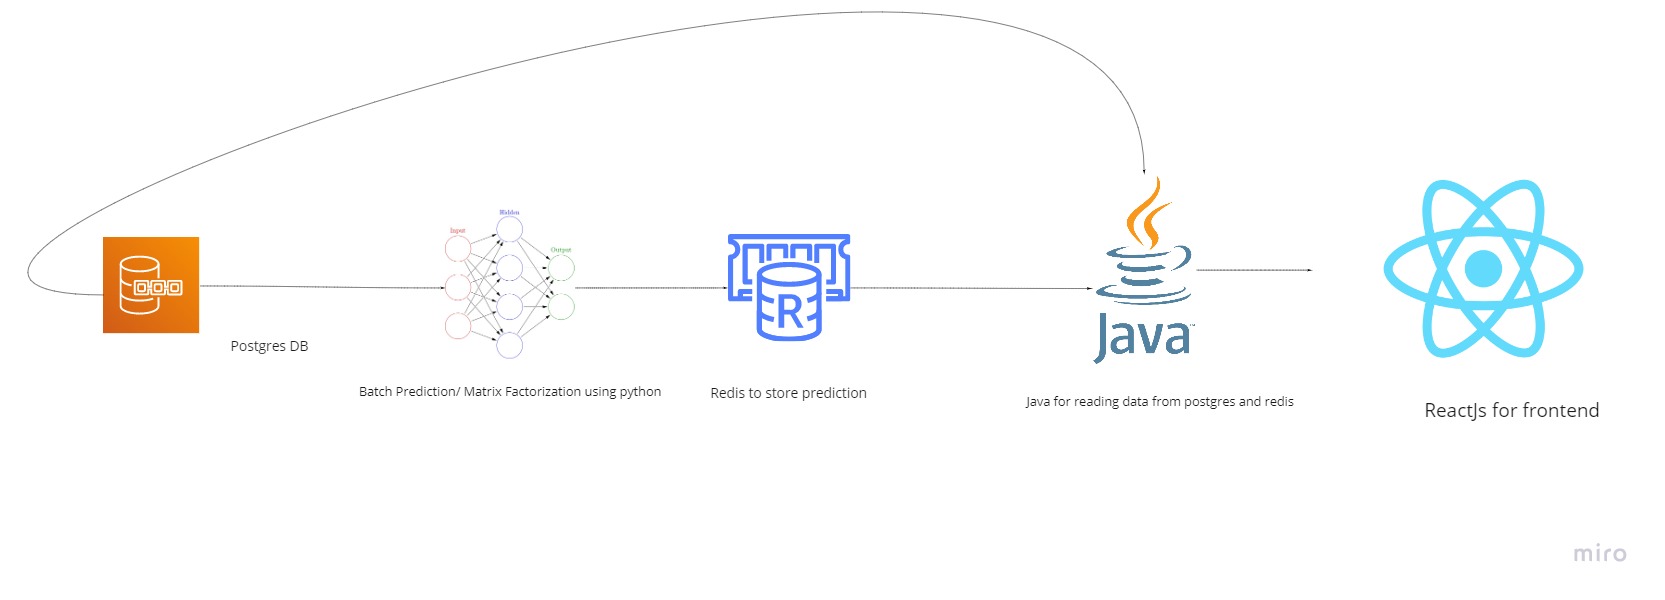 Hidden
Input
Output
R
Java™
Postgres DB
Batch Prediction/ Matrix Factorization using python
Redis to store prediction
Java for reading data from postgres and redis
ReactJs for frontend
miro